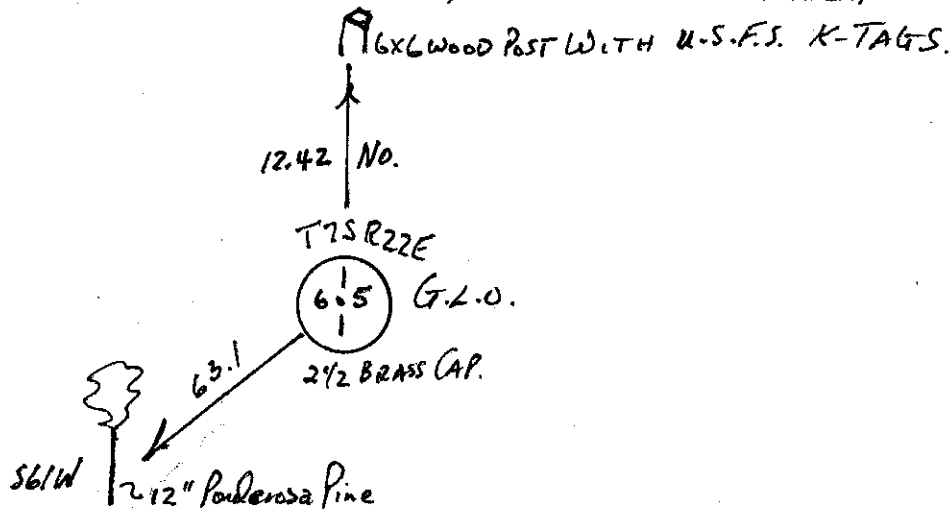 6X6 WOOD POST WITH U.S.F.S. K-TAGS.
12.42 NO.
T7S R22E
6 5 G.L.O.
2 1/2 BRASS CAP.
63.1
S61W
~12" Ponderosa Pine